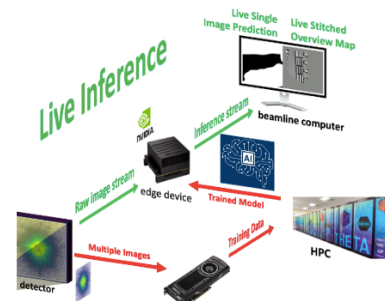 Live Single
Image Prediction
Live Stitched
Overview Map
Live Inference
beamline computer
NVIDIA
Inference stream
Raw image stream
edge device
AI
Trained Model
THETA
HPC
Training Data
Multiple Images
detector